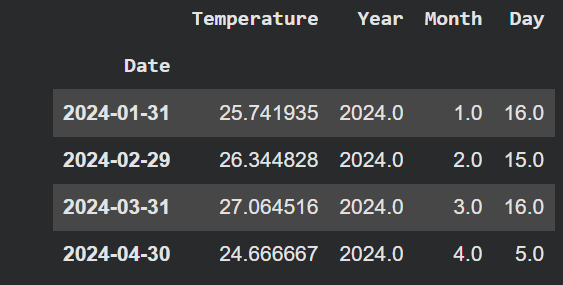 Temperature Year Month Day
Date
2024-01-31 25.741935 2024.0 1.0 16.0
2024-02-29 26.344828 2024.0 2.0 15.0
2024-03-31 27.064516 2024.0 3.0 16.0
2024-04-30 24.666667 2024.0 4.0 5.0